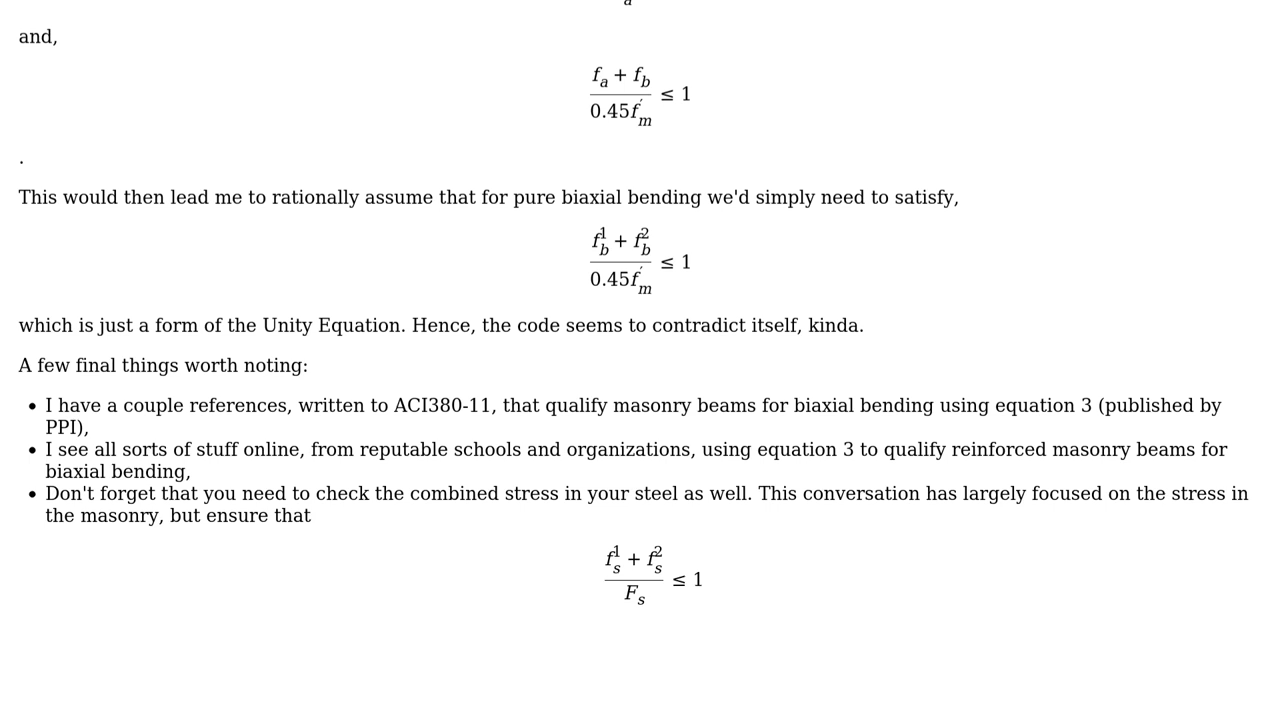 a
and,
f_a + f_b
0.45f'_m
≤ 1
.
This would then lead me to rationally assume that for pure biaxial bending we'd simply need to satisfy,
f_b^1 + f_b^2
0.45f'_m
≤ 1
which is just a form of the Unity Equation. Hence, the code seems to contradict itself, kinda.
A few final things worth noting:
• I have a couple references, written to ACI380-11, that qualify masonry beams for biaxial bending using equation 3 (published by
PPI),
• I see all sorts of stuff online, from reputable schools and organizations, using equation 3 to qualify reinforced masonry beams for
biaxial bending,
• Don't forget that you need to check the combined stress in your steel as well. This conversation has largely focused on the stress in
the masonry, but ensure that
f_s^1 + f_s^2
F_s
≤ 1